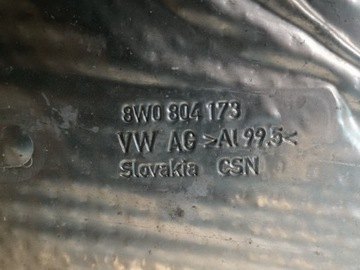 8W0 804 173
VW AG >Al 99.5<
Slovakia CSN